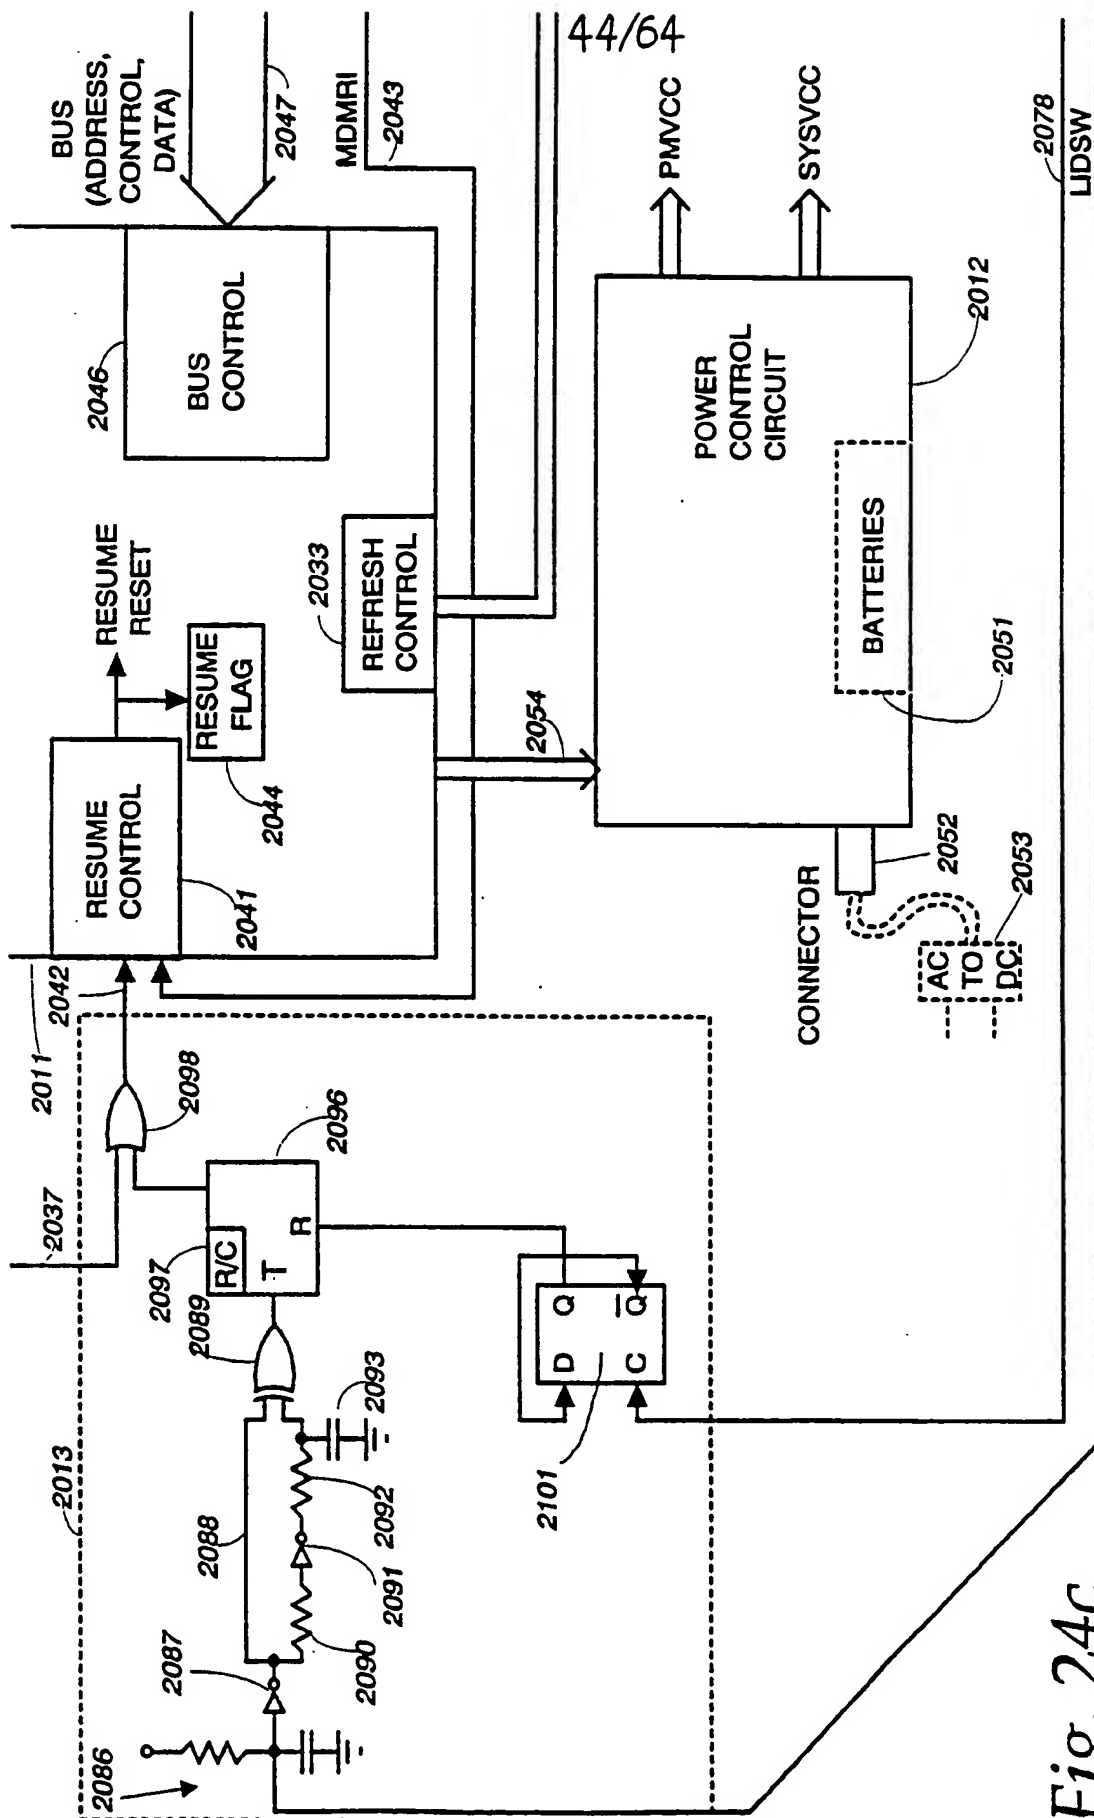 44/64
BUS
(ADDRESS,
CONTROL,
DATA)
2047
MDMRI
2043
2046
BUS
CONTROL
RESUME
RESET
RESUME
CONTROL
2041
RESUME
FLAG
2044
2033
REFRESH
CONTROL
2054
PMVCC
SYSVCC
POWER
CONTROL
CIRCUIT
2012
BATTERIES
2051
CONNECTOR
2052
AC
TO
DC
2053
2078
LIDSW
2011
2042
2037
2098
2096
2097
R/C
T
R
2089
2093
2013
2088
2092
2091
2090
2087
2086
D
Q
C
Q
2101
Fig. 24c